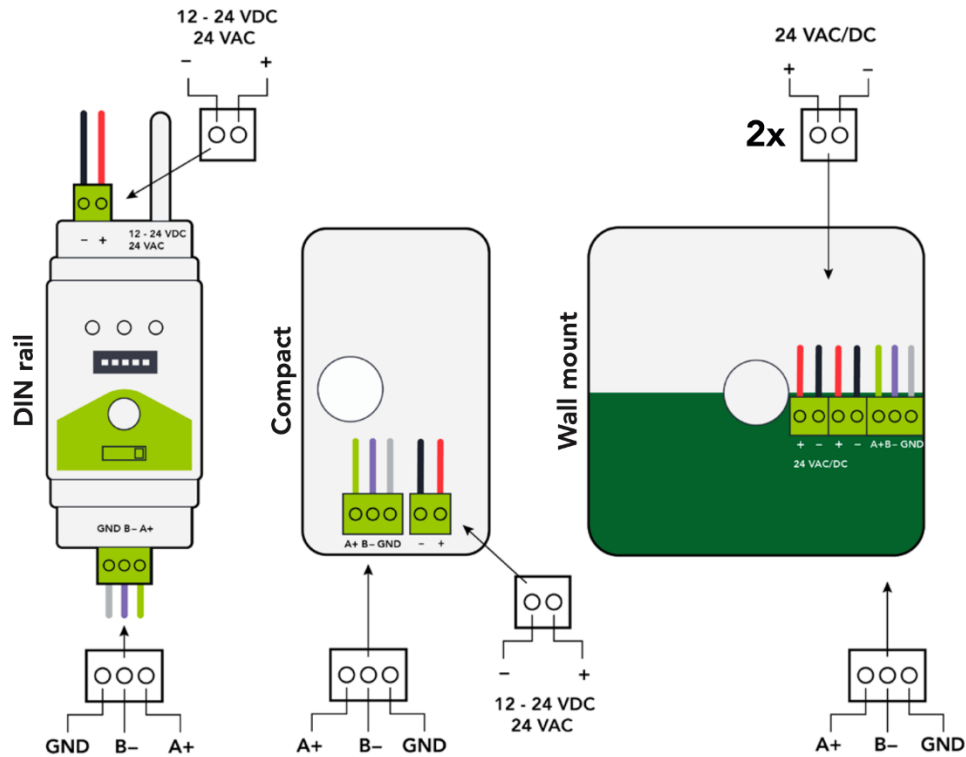 12 - 24 VDC
24 VAC
– +
24 VAC/DC
+ –
2x
– +
12 - 24 VDC
24 VAC
DIN rail
GND B– A+
GND B– A+
Compact
A+ B– GND
– +
A+ B– GND
– +
12 - 24 VDC
24 VAC
Wall mount
+ – + – A+ B– GND
24 VAC/DC
A+ B– GND